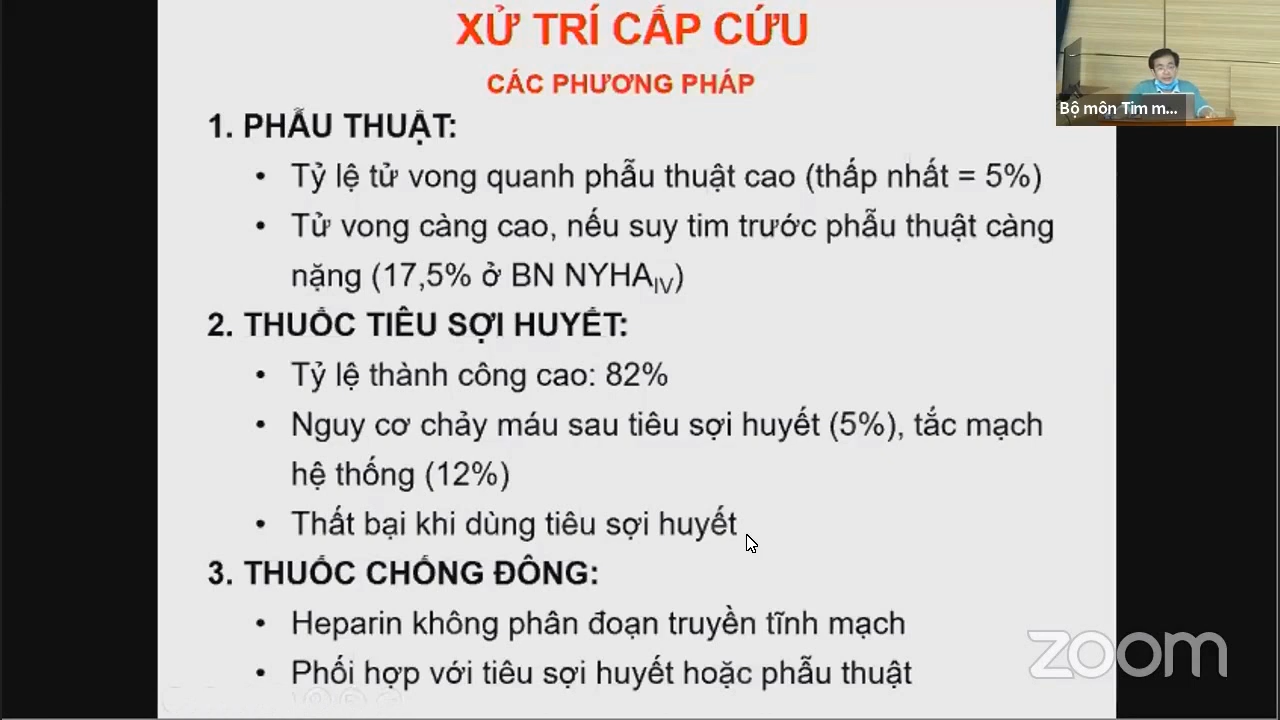 XỬ TRÍ CẤP CỨU
CÁC PHƯƠNG PHÁP
1. PHẪU THUẬT:
• Tỷ lệ tử vong quanh phẫu thuật cao (thấp nhất = 5%)
• Tử vong càng cao, nếu suy tim trước phẫu thuật càng
nặng (17,5% ở BN NYHAIV)
2. THUỐC TIÊU SỢI HUYẾT:
• Tỷ lệ thành công cao: 82%
• Nguy cơ chảy máu sau tiêu sợi huyết (5%), tắc mạch
hệ thống (12%)
• Thất bại khi dùng tiêu sợi huyết
3. THUỐC CHỐNG ĐÔNG:
• Heparin không phân đoạn truyền tĩnh mạch
• Phối hợp với tiêu sợi huyết hoặc phẫu thuật
Bộ môn Tim m...
zoom